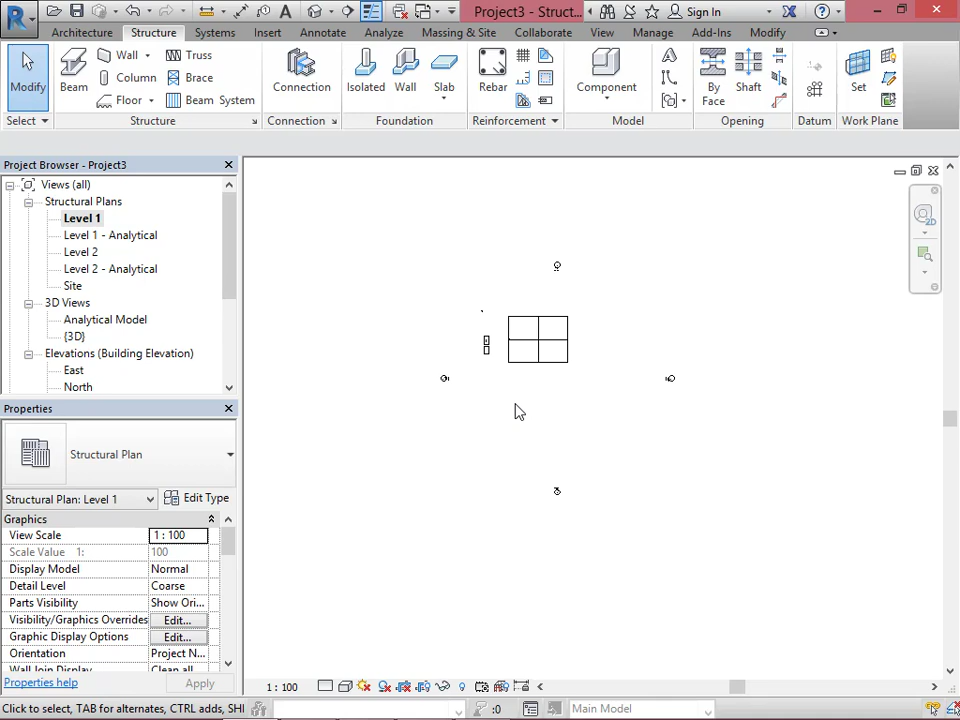 Project3 - Struct... Sign In
Architecture Structure Systems Insert Annotate Analyze Massing & Site Collaborate View Manage Add-Ins Modify
Modify Beam Wall Column Floor Truss Brace Beam System Connection Isolated Wall Slab Rebar Component By Face Shaft Set
Select Structure Connection Foundation Reinforcement Model Opening Datum Work Plane
Project Browser - Project3
Views (all)
Structural Plans
Level 1
Level 1 - Analytical
Level 2
Level 2 - Analytical
Site
3D Views
Analytical Model
{3D}
Elevations (Building Elevation)
East
North
Properties
Structural Plan
Structural Plan: Level 1 Edit Type
Graphics
View Scale 1 : 100
Scale Value 1: 100
Display Model Normal
Detail Level Coarse
Parts Visibility Show Ori...
Visibility/Graphics Overrides Edit...
Graphic Display Options Edit...
Orientation Project N...
Wall Join Display Clean all
Properties help Apply
1 : 100
Click to select, TAB for alternates, CTRL adds, SHI :0 Main Model
2D